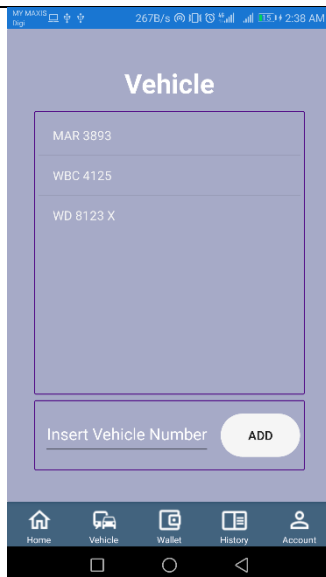 MY MAXIS
Digi
267B/s 2:38 AM
Vehicle
MAR 3893
WBC 4125
WD 8123 X
Insert Vehicle Number ADD
Home Vehicle Wallet History Account